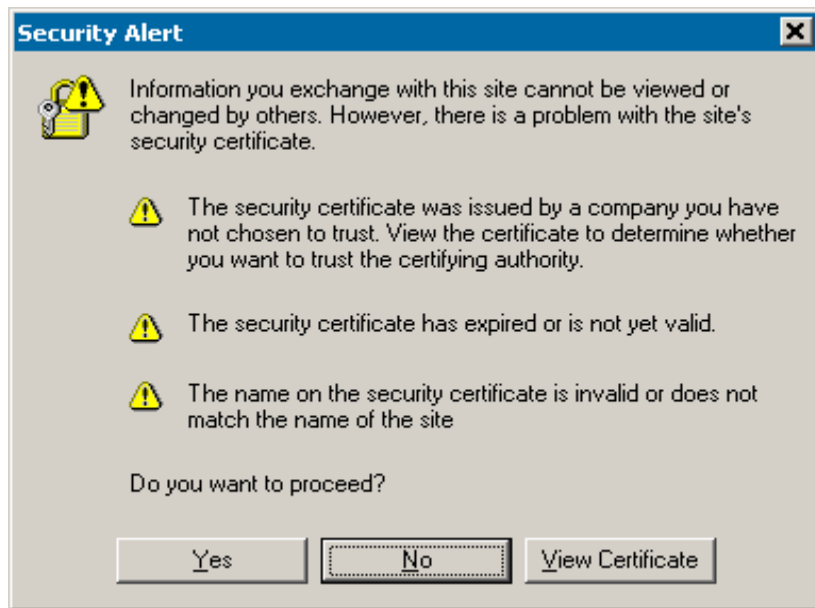 Security Alert
Information you exchange with this site cannot be viewed or
changed by others. However, there is a problem with the site's
security certificate.
The security certificate was issued by a company you have
not chosen to trust. View the certificate to determine whether
you want to trust the certifying authority.
The security certificate has expired or is not yet valid.
The name on the security certificate is invalid or does not
match the name of the site
Do you want to proceed?
Yes No View Certificate